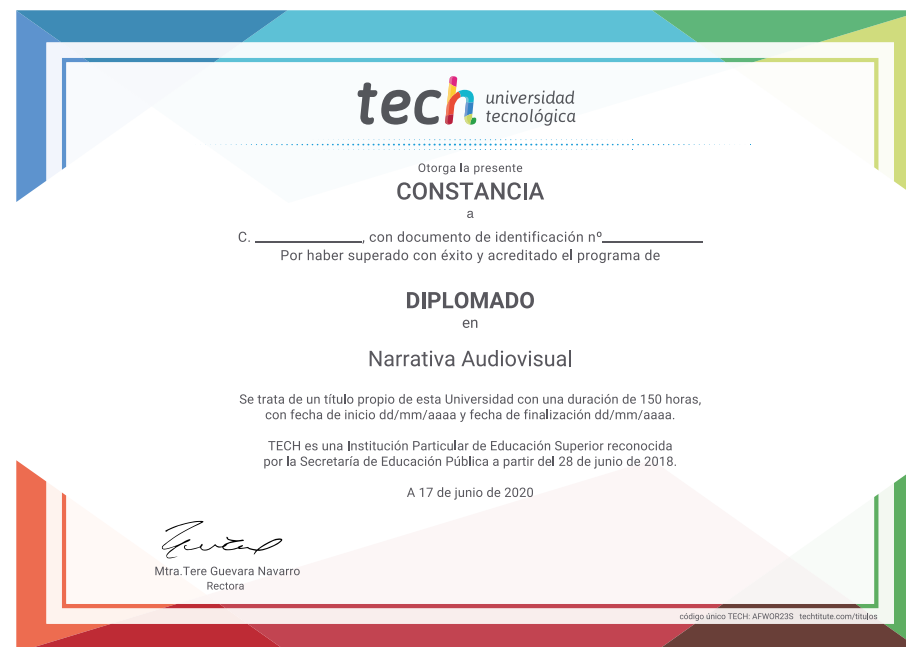 tech universidad
tecnológica
Otorga la presente
CONSTANCIA
a
C. ______________, con documento de identificación nº_____________
Por haber superado con éxito y acreditado el programa de
DIPLOMADO
en
Narrativa Audiovisual
Se trata de un título propio de esta Universidad con una duración de 150 horas,
con fecha de inicio dd/mm/aaaa y fecha de finalización dd/mm/aaaa.
TECH es una Institución Particular de Educación Superior reconocida
por la Secretaría de Educación Pública a partir del 28 de junio de 2018.
A 17 de junio de 2020
Mtra.Tere Guevara Navarro
Rectora
código único TECH: AFWOR23S techtitute.com/titulos